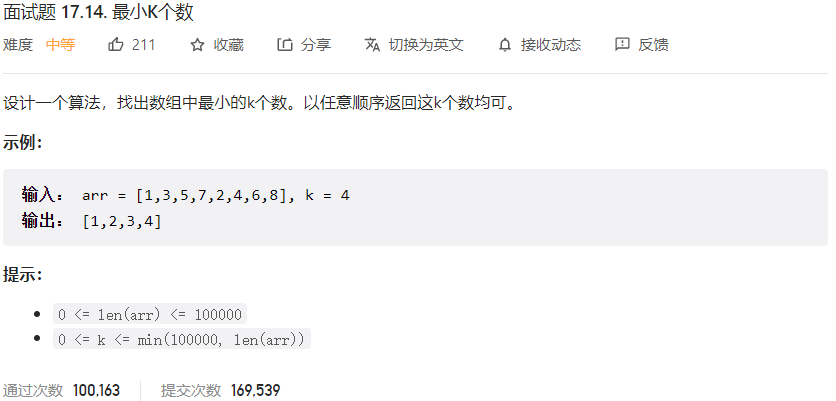 面试题 17.14. 最小K个数
难度 中等 211 收藏 分享 切换为英文 接收动态 反馈
设计一个算法，找出数组中最小的k个数。以任意顺序返回这k个数均可。
示例：
输入： arr = [1,3,5,7,2,4,6,8], k = 4
输出： [1,2,3,4]
提示：
0 <= len(arr) <= 100000
0 <= k <= min(100000, len(arr))
通过次数 100,163 提交次数 169,539